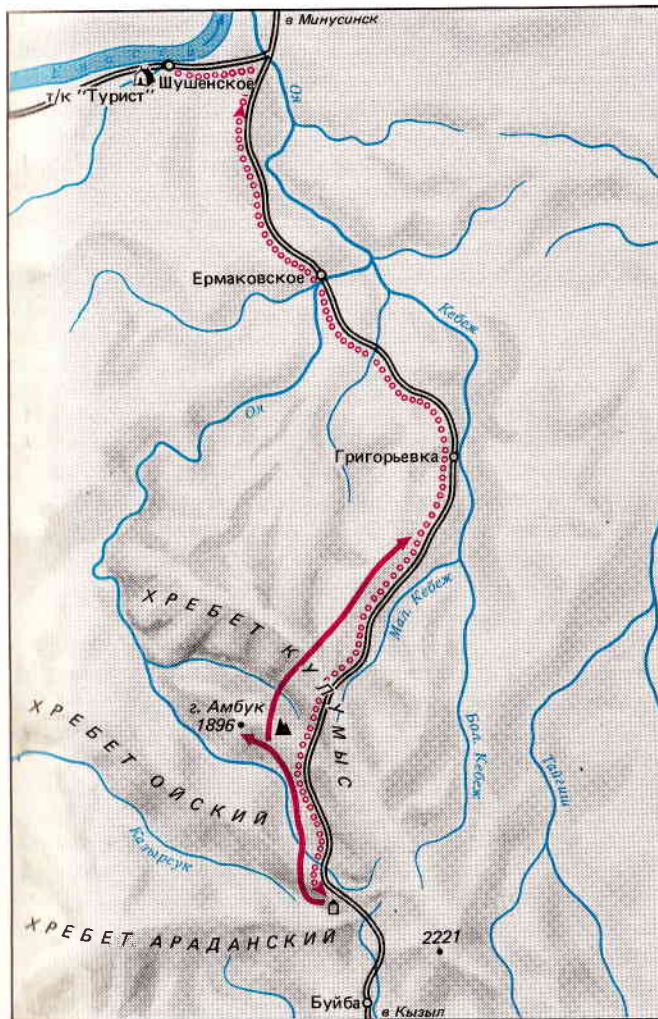 в Минусинск
Шушенское
т/к "Турист"
Оя
Ермаковское
Кебеж
Оя
Григорьевка
Мал. Кебеж
ХРЕБЕТ КУЛУМЫС
г. Амбук
1896
ХРЕБЕТ ОЙСКИЙ
Бол. Кебеж
Тайгиш
Казырсук
ХРЕБЕТ АРАДАНСКИЙ
2221
Буйба
в Кызыл